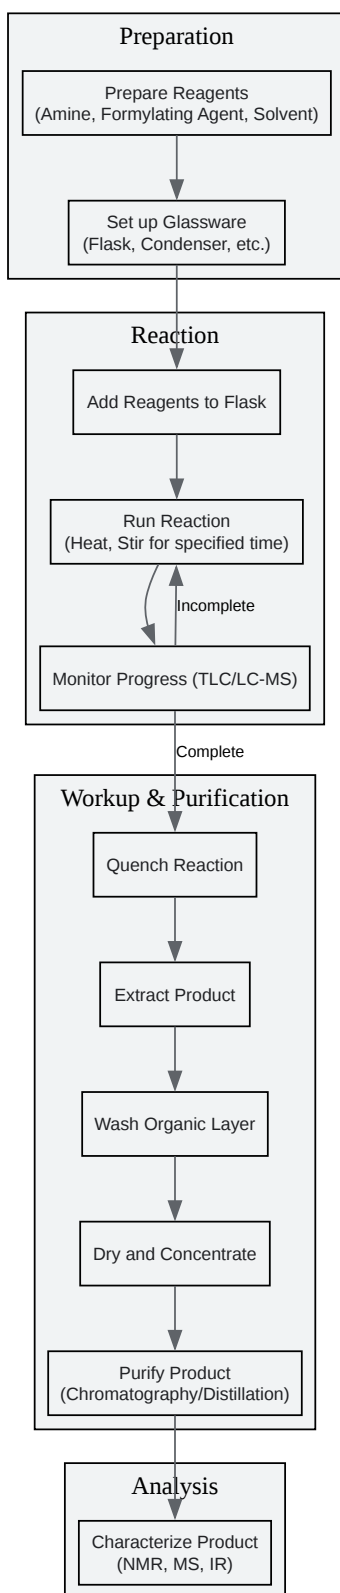 Preparation
Prepare Reagents
(Amine, Formylating Agent, Solvent)
Set up Glassware
(Flask, Condenser, etc.)
Reaction
Add Reagents to Flask
Run Reaction
(Heat, Stir for specified time)
Incomplete
Monitor Progress (TLC/LC-MS)
Complete
Workup & Purification
Quench Reaction
Extract Product
Wash Organic Layer
Dry and Concentrate
Purify Product
(Chromatography/Distillation)
Analysis
Characterize Product
(NMR, MS, IR)